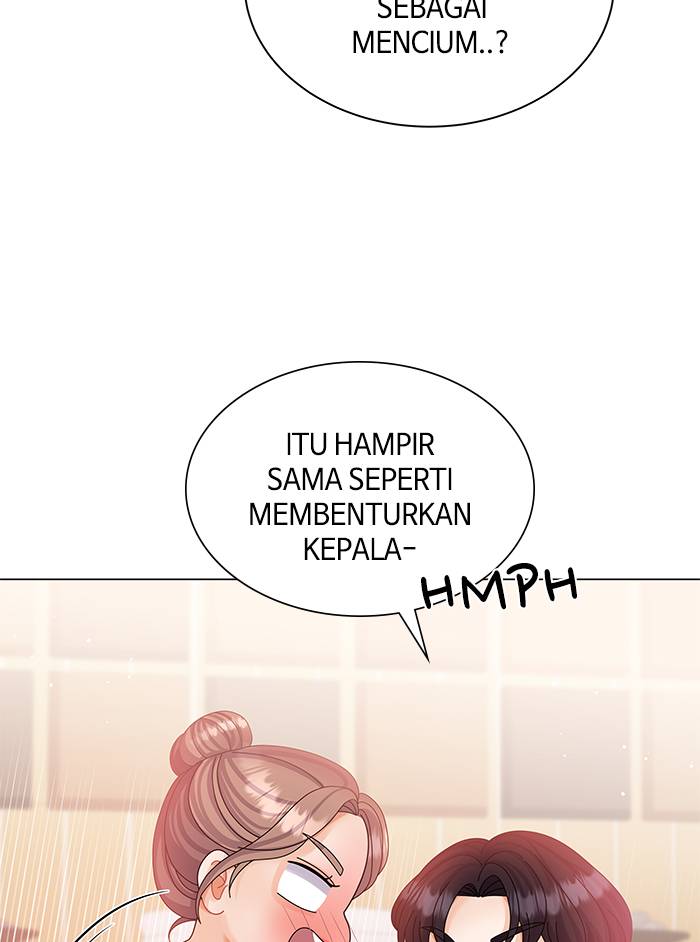 SEBAGAI
MENCIUM..?
ITU HAMPIR
SAMA SEPERTI
MEMBENTURKAN
KEPALA-
HMPH